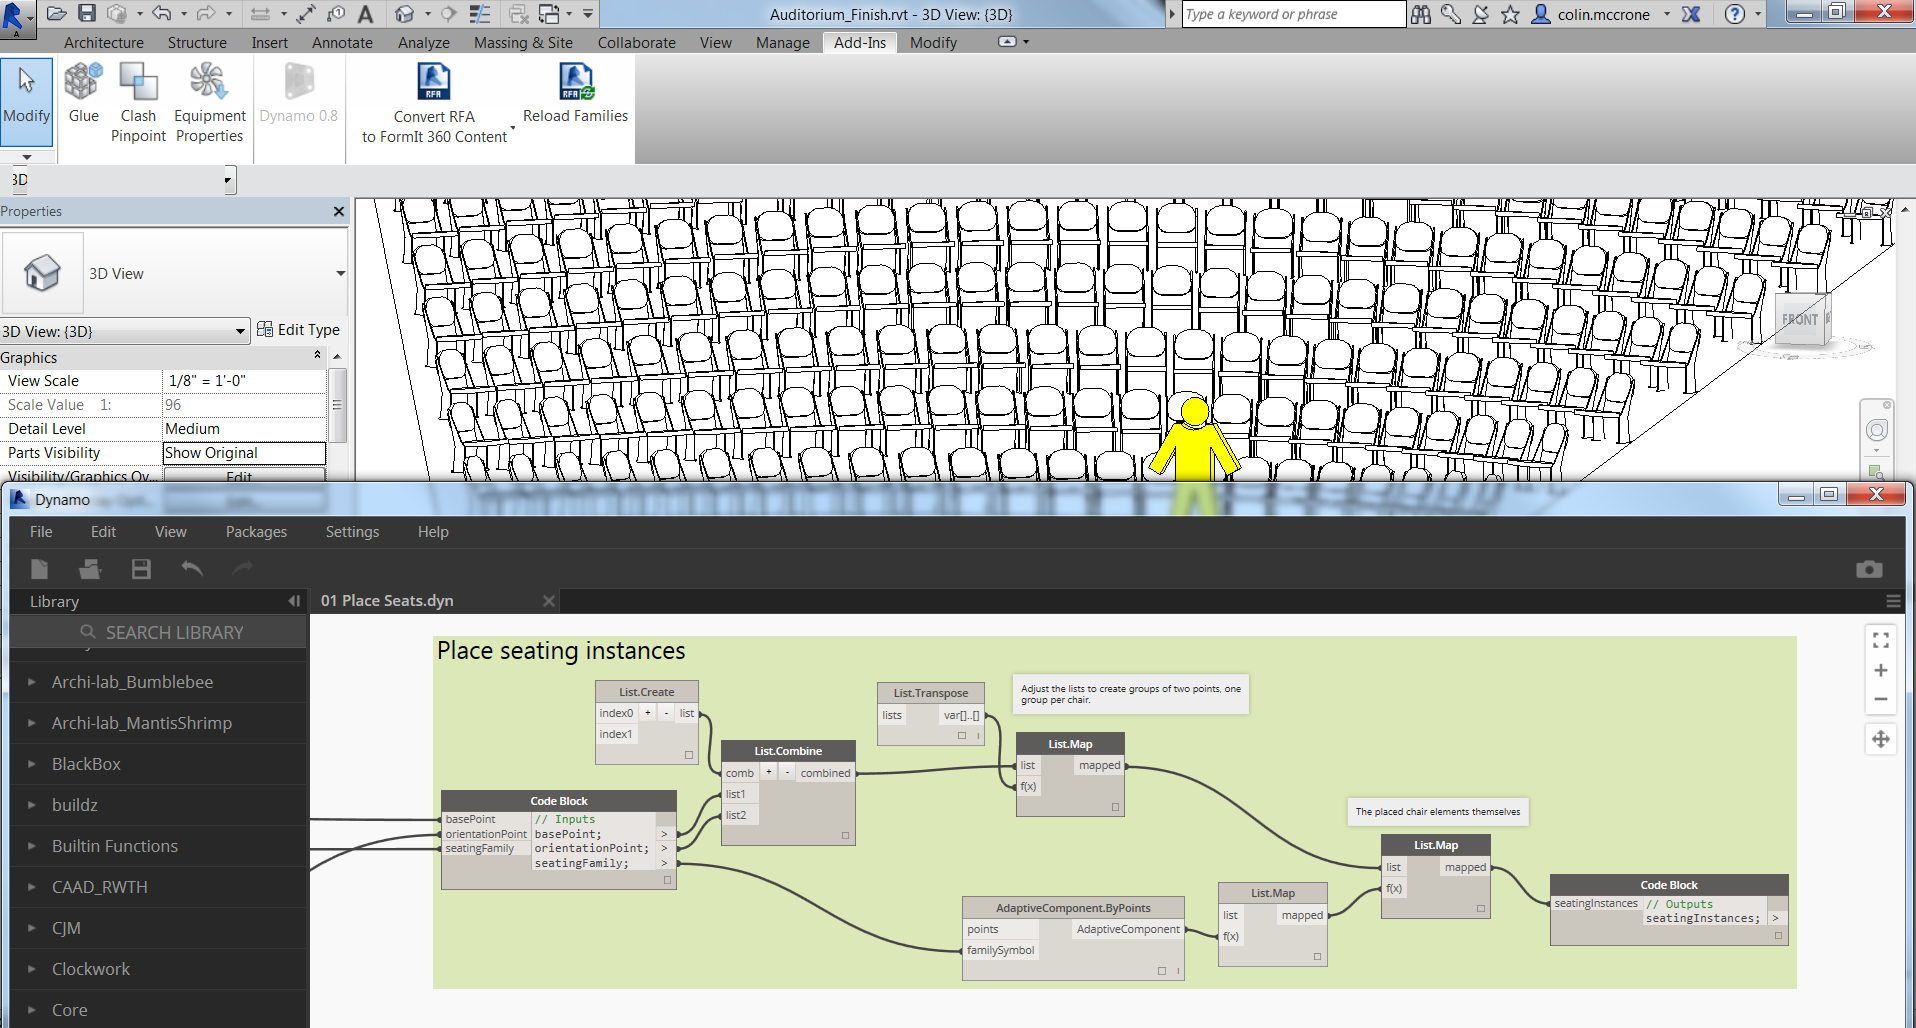 Auditorium_Finish.rvt - 3D View: {3D}
Type a keyword or phrase
colin.mccrone
Architecture Structure Insert Annotate Analyze Massing & Site Collaborate View Manage Add-Ins Modify
Modify
Glue
Clash
Pinpoint
Equipment
Properties
Dynamo 0.8
RFA
Convert RFA
to FormIt 360 Content
RFA
Reload Families
3D
Properties
3D View
3D View: {3D}
Edit Type
Graphics
View Scale 1/8" = 1'-0"
Scale Value 1: 96
Detail Level Medium
Parts Visibility Show Original
Visibility/Graphics Ov... Edit
FRONT
Dynamo
File Edit View Packages Settings Help
Library
01 Place Seats.dyn
SEARCH LIBRARY
Archi-lab_Bumblebee
Archi-lab_MantisShrimp
BlackBox
buildz
Builtin Functions
CAAD_RWTH
CJM
Clockwork
Core
Place seating instances
List.Create
index0 + - list
index1
List.Combine
comb + - combined
list1
list2
Code Block
basePoint // Inputs
orientationPoint basePoint; >
seatingFamily orientationPoint; >
seatingFamily; >
List.Transpose
lists var[]..[]
Adjust the lists to create groups of two points, one
group per chair.
List.Map
list mapped
f(x)
AdaptiveComponent.ByPoints
points AdaptiveComponent
familySymbol
List.Map
list mapped
f(x)
The placed chair elements themselves
List.Map
list mapped
f(x)
Code Block
seatingInstances // Outputs
seatingInstances; >